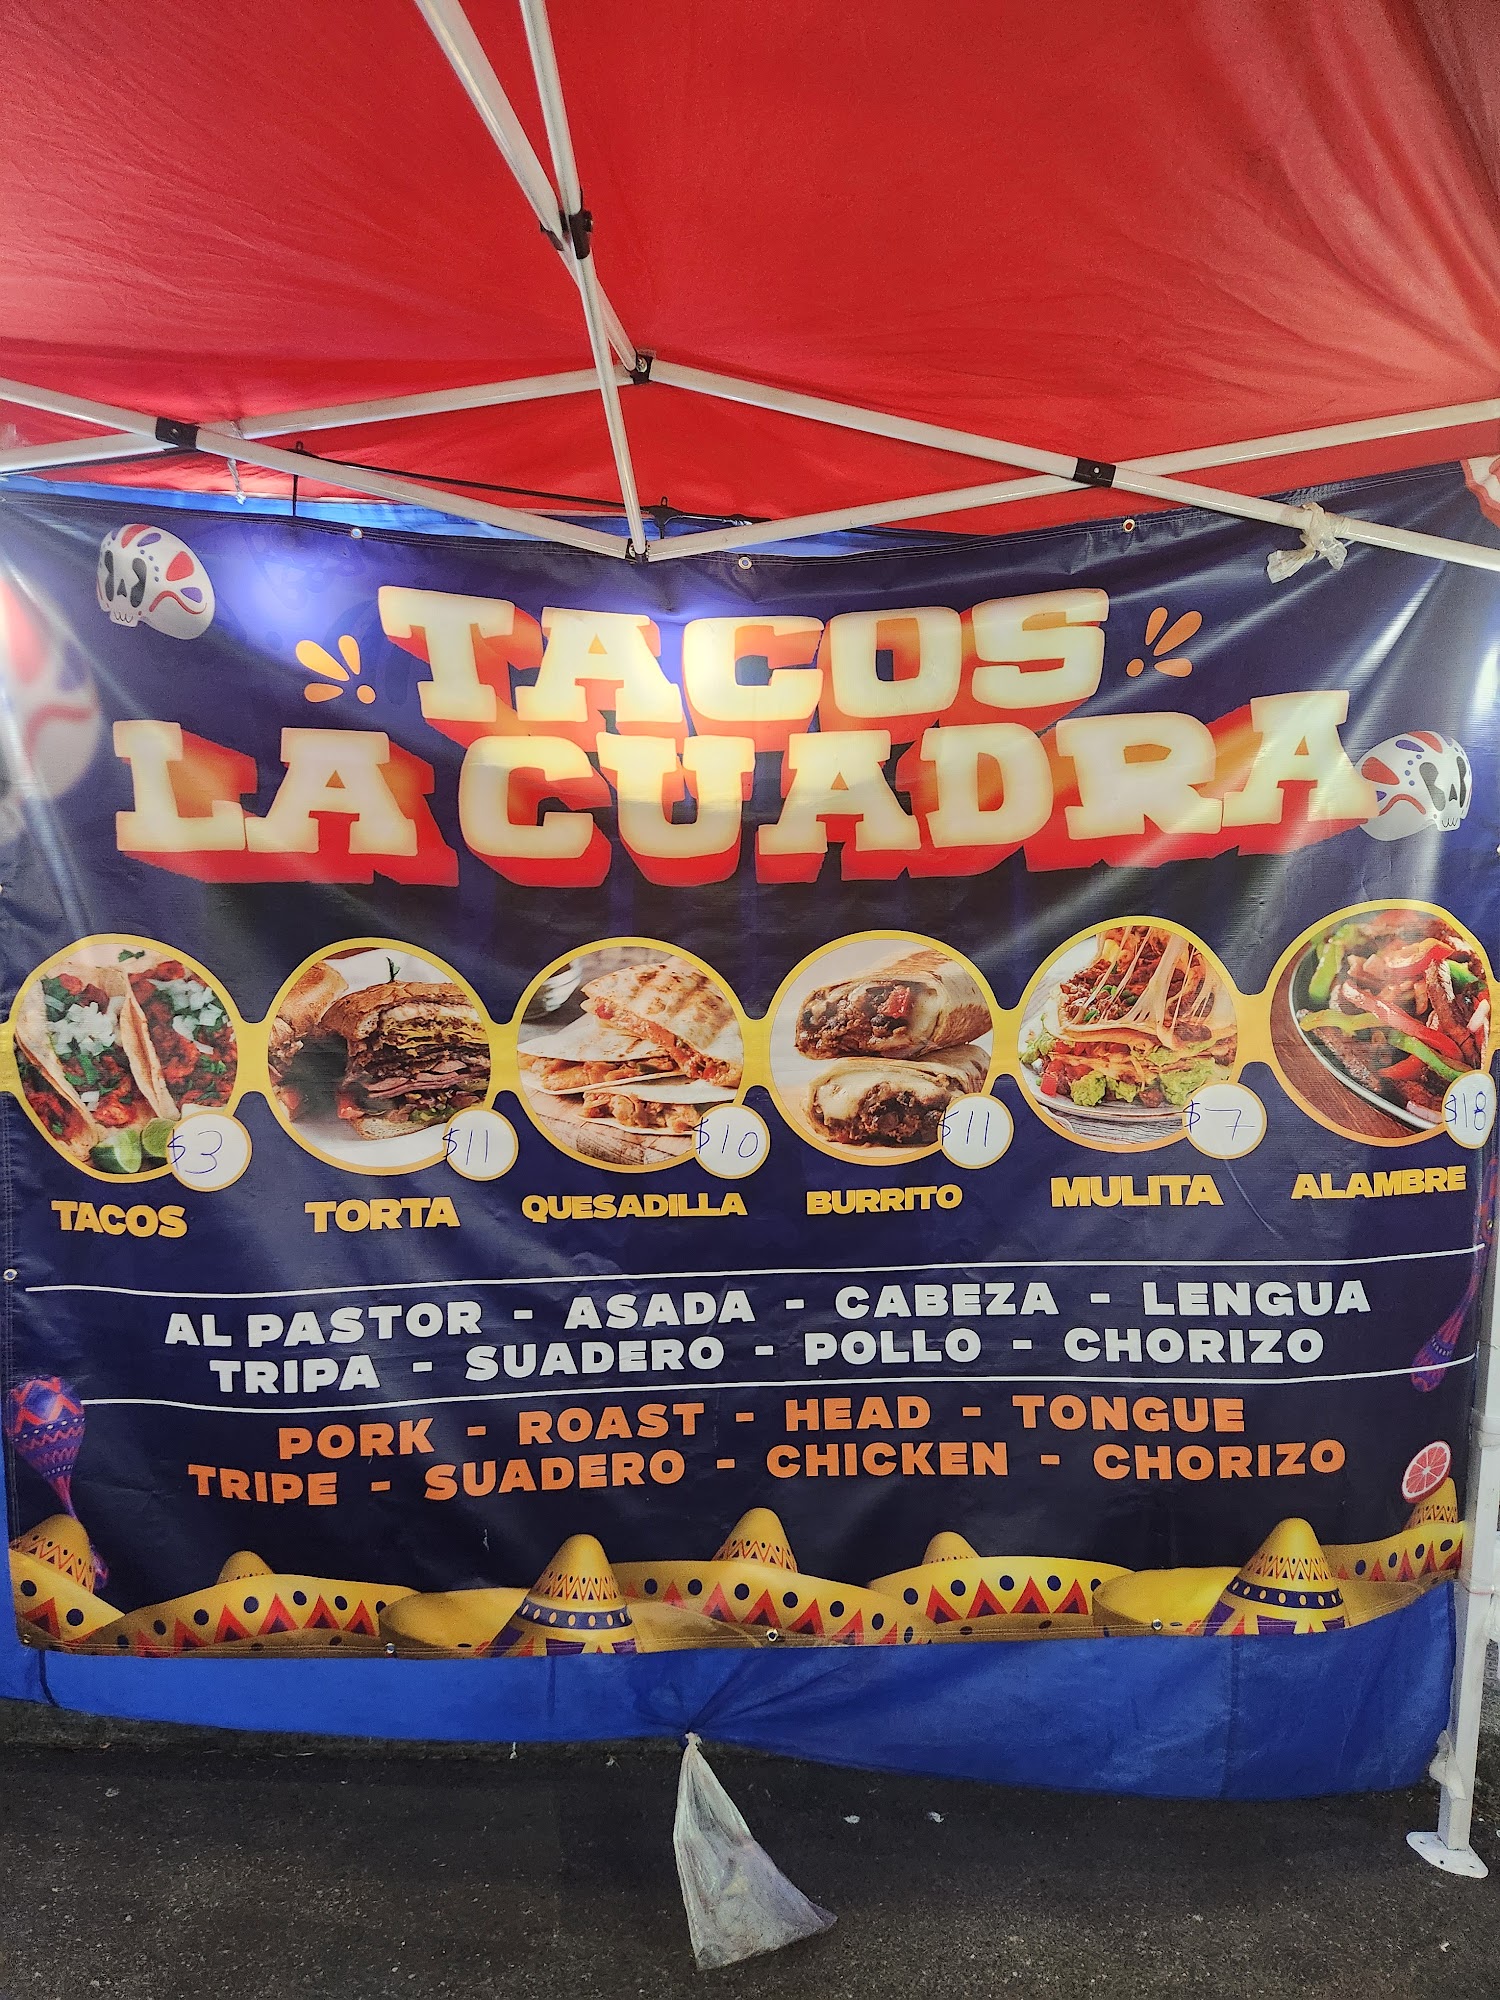 TACOS
LA CUADRA
$3 $11 $10 $11 $7 $18
TACOS TORTA QUESADILLA BURRITO MULITA ALAMBRE
AL PASTOR - ASADA - CABEZA - LENGUA
TRIPA - SUADERO - POLLO - CHORIZO
PORK - ROAST - HEAD - TONGUE
TRIPE - SUADERO - CHICKEN - CHORIZO